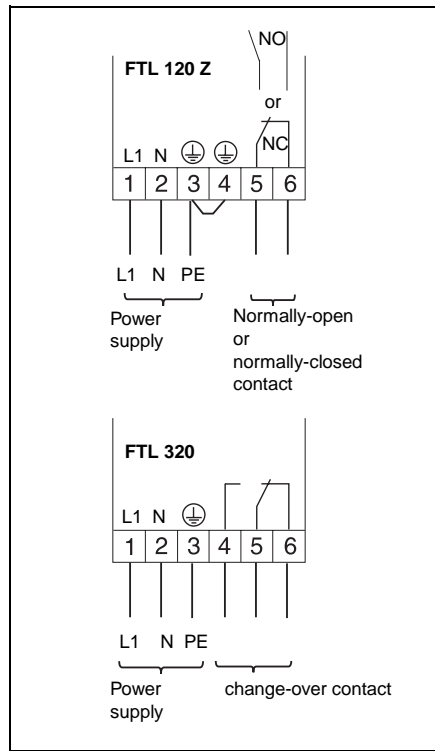 NO
FTL 120 Z
or
NC
L1 N
1 2 3 4 5 6
L1 N PE
Power
supply
Normally-open
or
normally-closed
contact
FTL 320
L1 N
1 2 3 4 5 6
L1 N PE
Power
supply
change-over contact